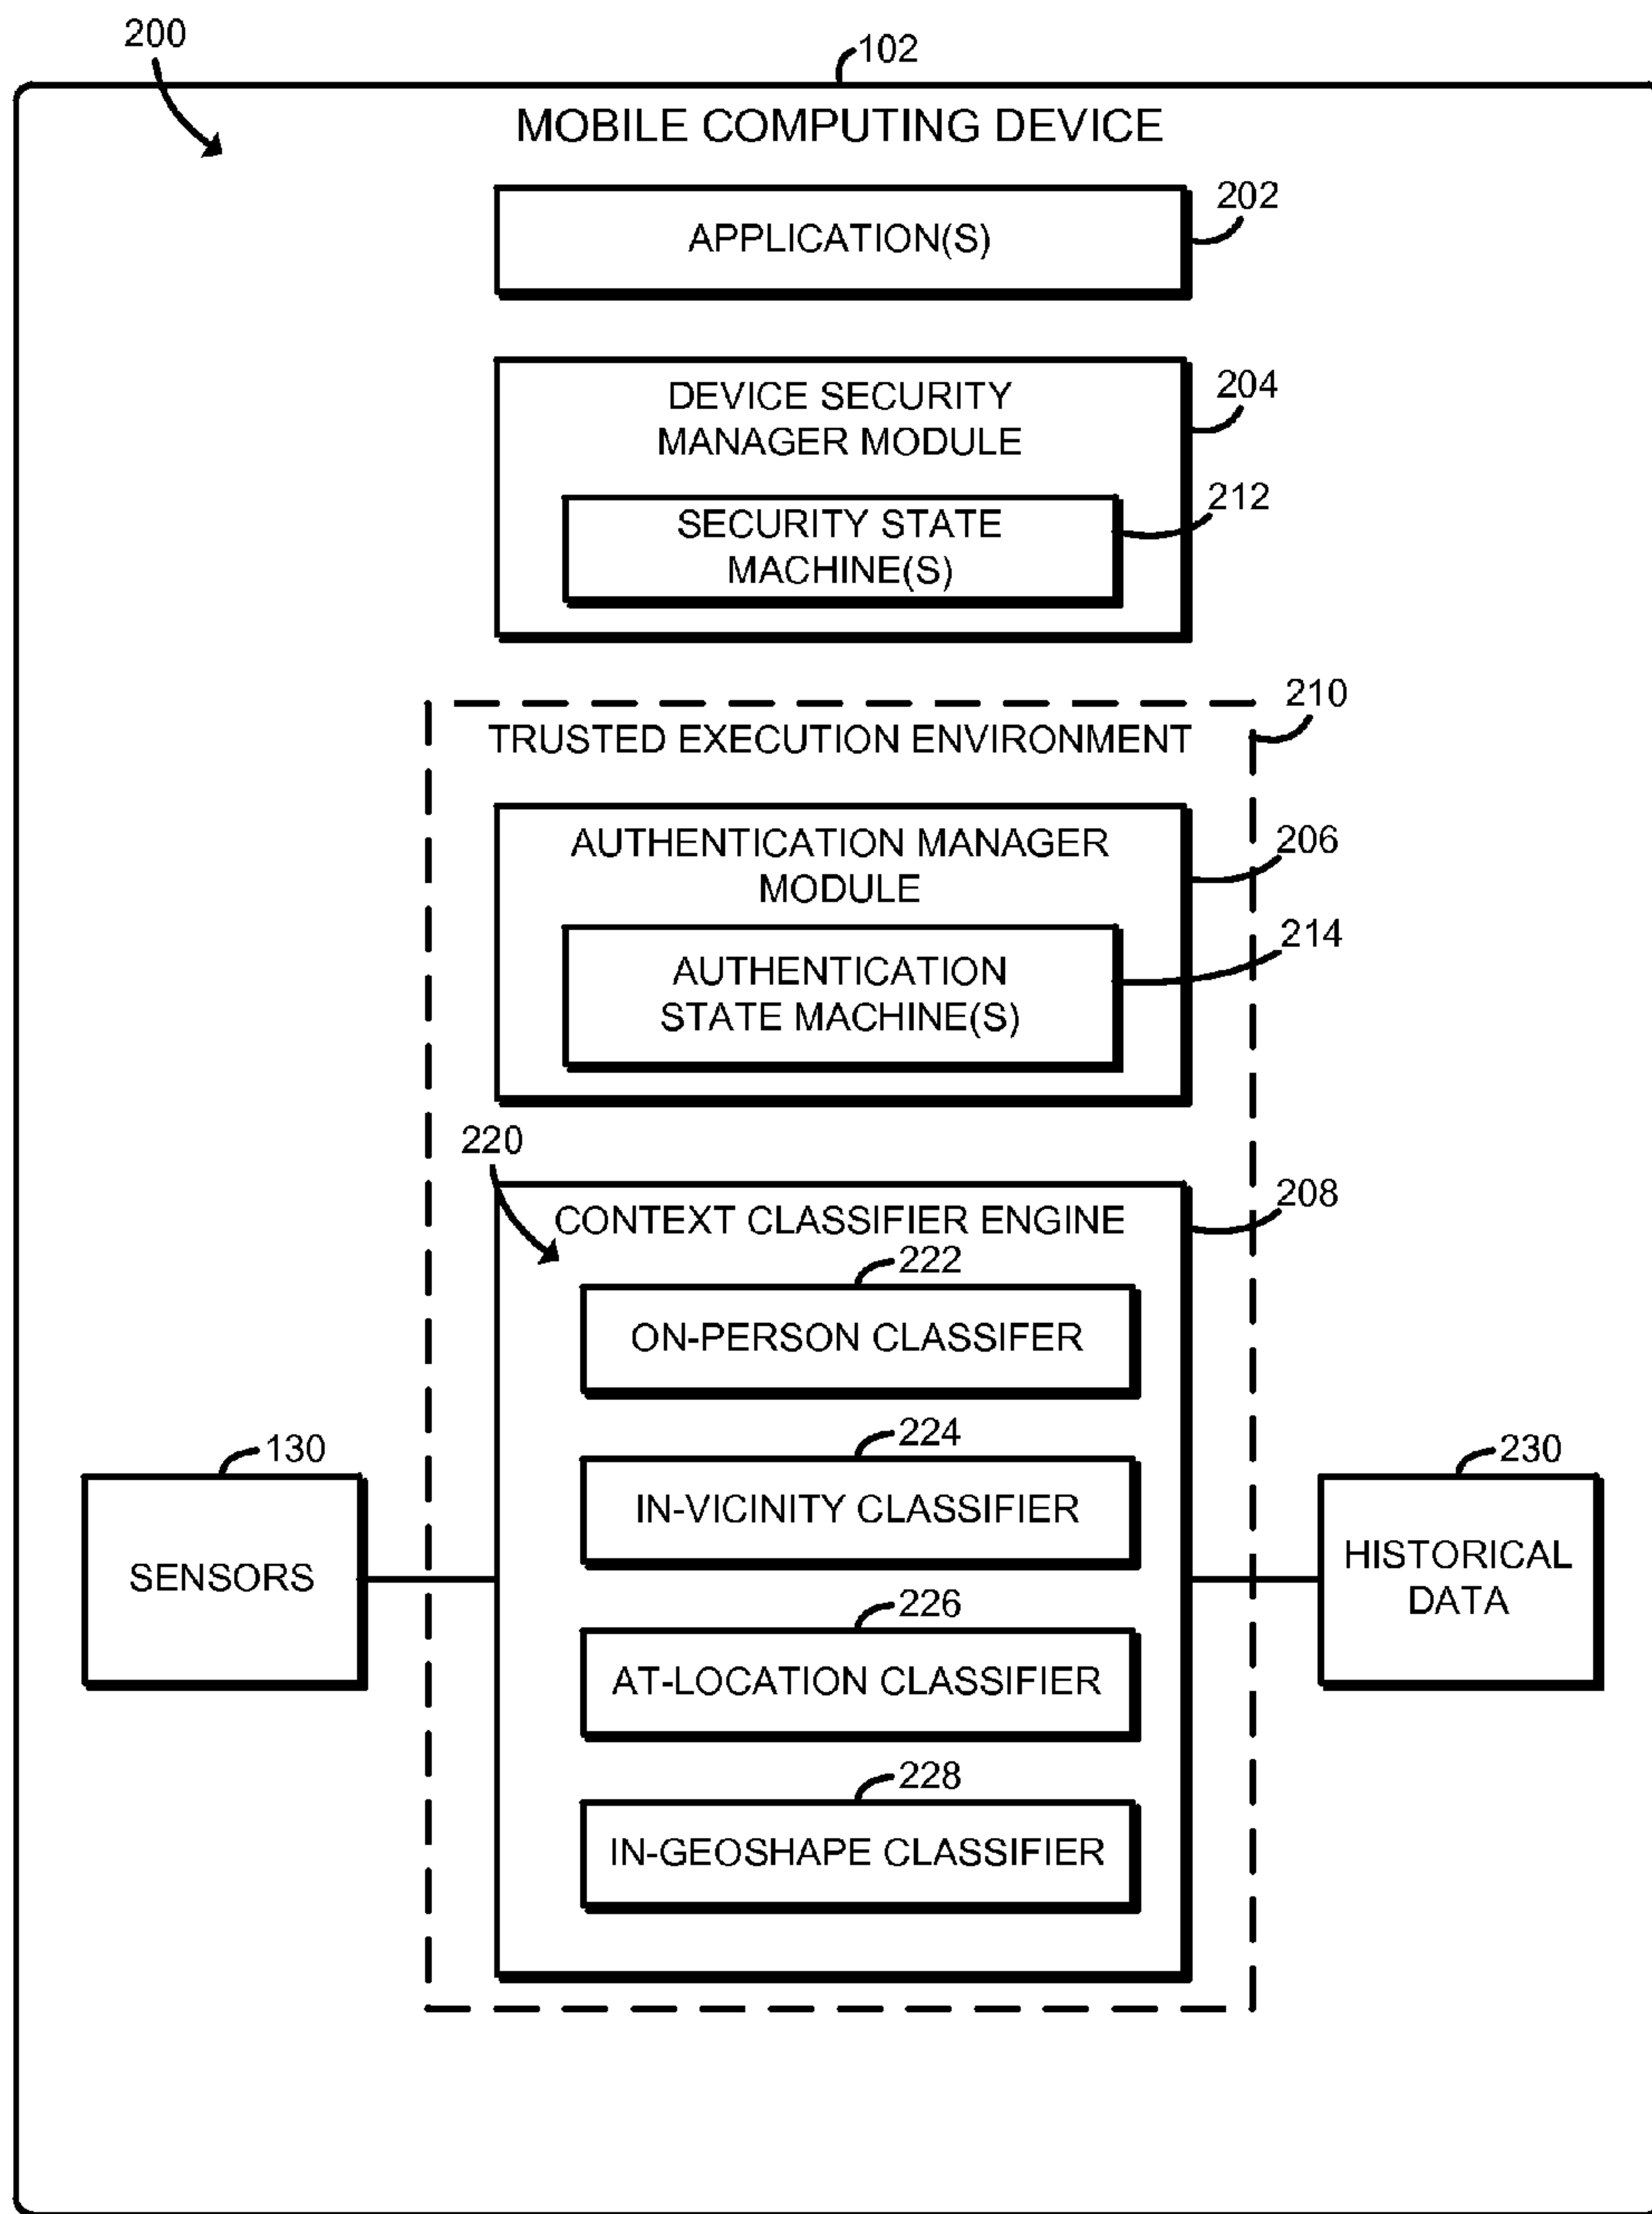 200
102
MOBILE COMPUTING DEVICE
202
APPLICATION(S)
204
DEVICE SECURITY
MANAGER MODULE
212
SECURITY STATE
MACHINE(S)
210
TRUSTED EXECUTION ENVIRONMENT
206
AUTHENTICATION MANAGER
MODULE
214
AUTHENTICATION
STATE MACHINE(S)
220
208
CONTEXT CLASSIFIER ENGINE
222
ON-PERSON CLASSIFER
224
IN-VICINITY CLASSIFIER
130
SENSORS
230
HISTORICAL
DATA
226
AT-LOCATION CLASSIFIER
228
IN-GEOSHAPE CLASSIFIER